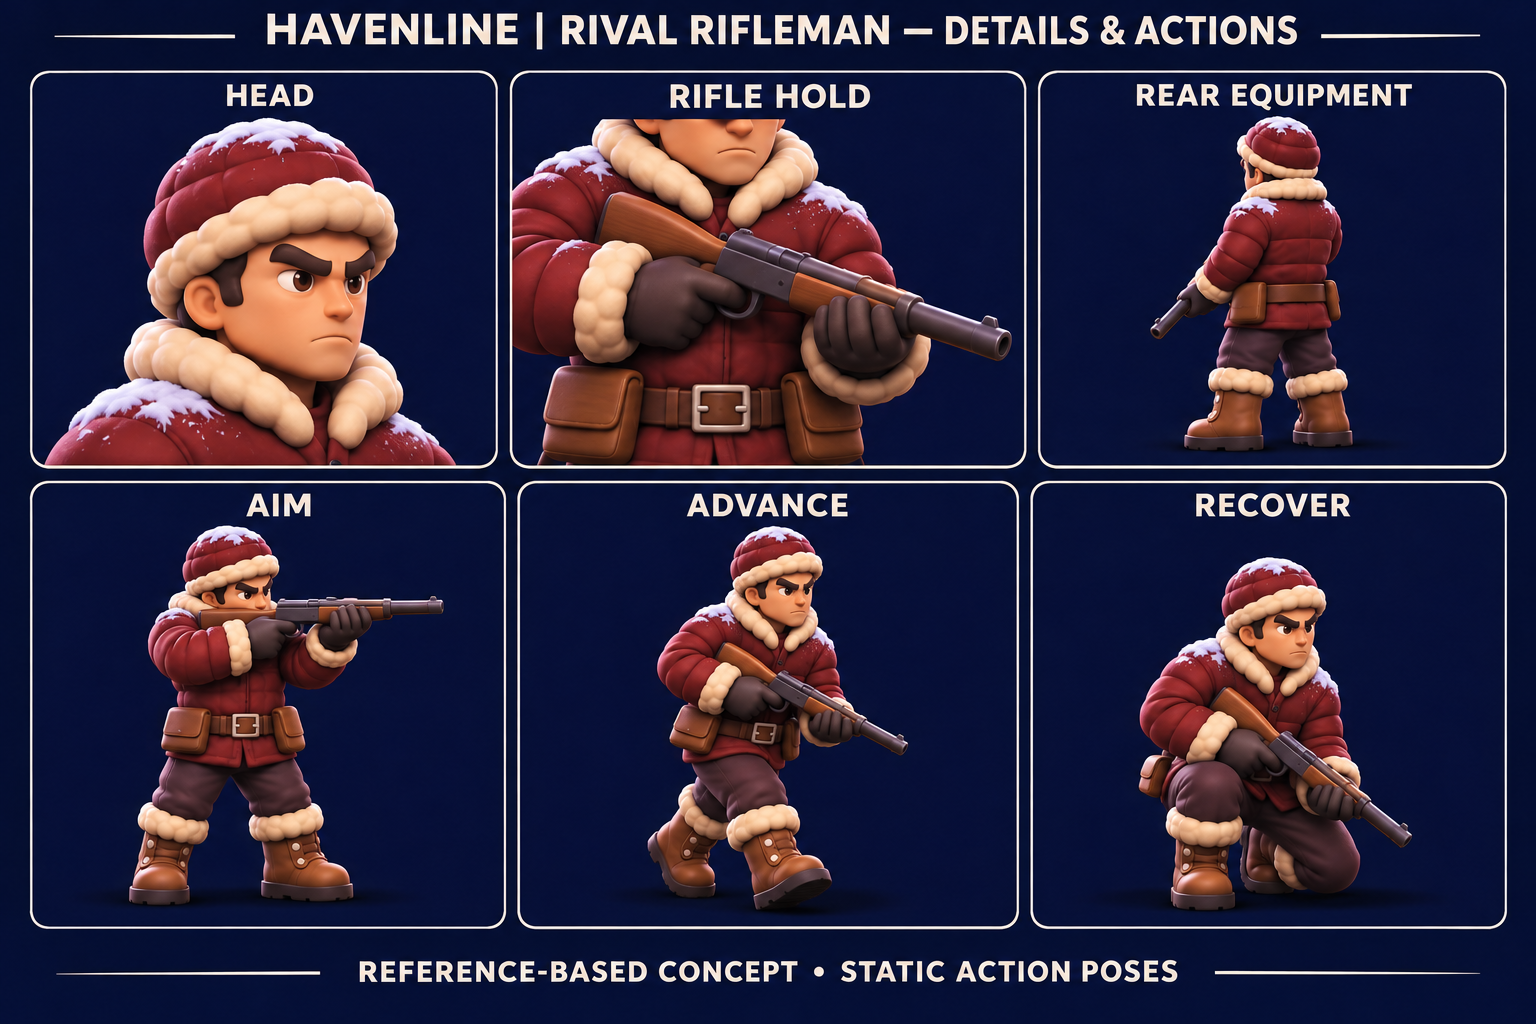 HAVENLINE | RIVAL RIFLEMAN — DETAILS & ACTIONS
HEAD
RIFLE HOLD
REAR EQUIPMENT
AIM
ADVANCE
RECOVER
REFERENCE-BASED CONCEPT • STATIC ACTION POSES